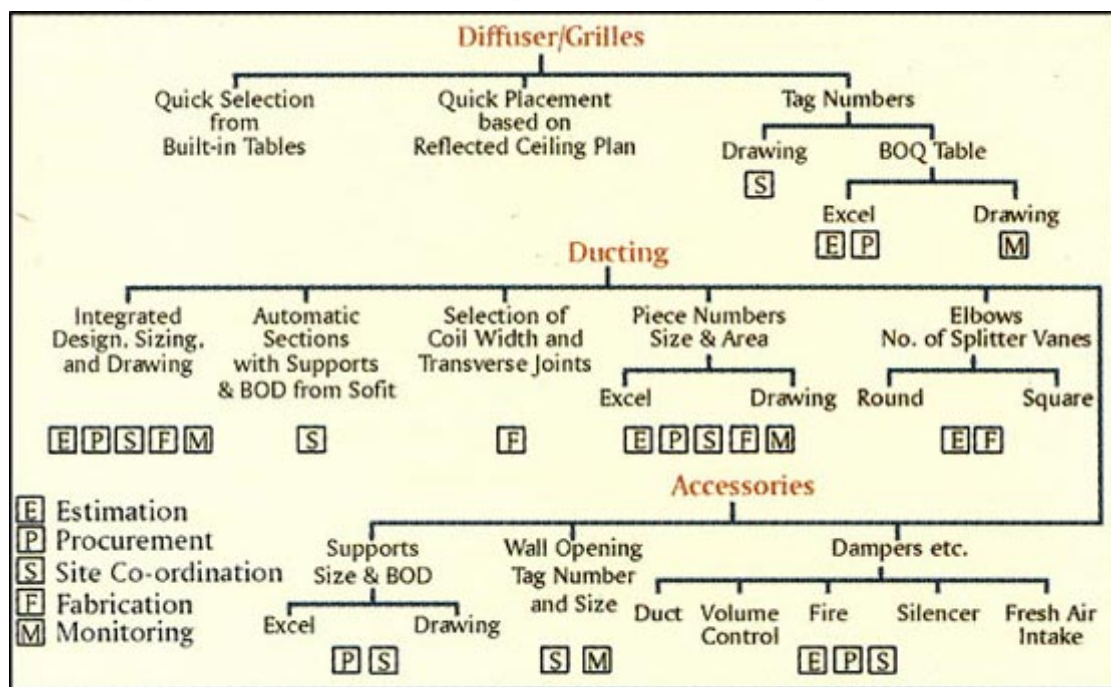 Diffuser/Grilles
Quick Selection
from
Built-in Tables
Quick Placement
based on
Reflected Ceiling Plan
Tag Numbers
Drawing
S
BOQ Table
Excel
E P
Drawing
M
Ducting
Integrated
Design, Sizing,
and Drawing
E P S F M
Automatic
Sections
with Supports
& BOD from Sofit
S
Selection of
Coil Width and
Transverse Joints
F
Piece Numbers
Size & Area
Excel Drawing
E P S F M
Elbows
No. of Splitter Vanes
Round Square
E F
Accessories
Supports
Size & BOD
Excel Drawing
P S
Wall Opening
Tag Number
and Size
S M
Dampers etc.
Duct
Volume
Control
Fire
Silencer
Fresh Air
Intake
E P S
E Estimation
P Procurement
S Site Co-ordination
F Fabrication
M Monitoring